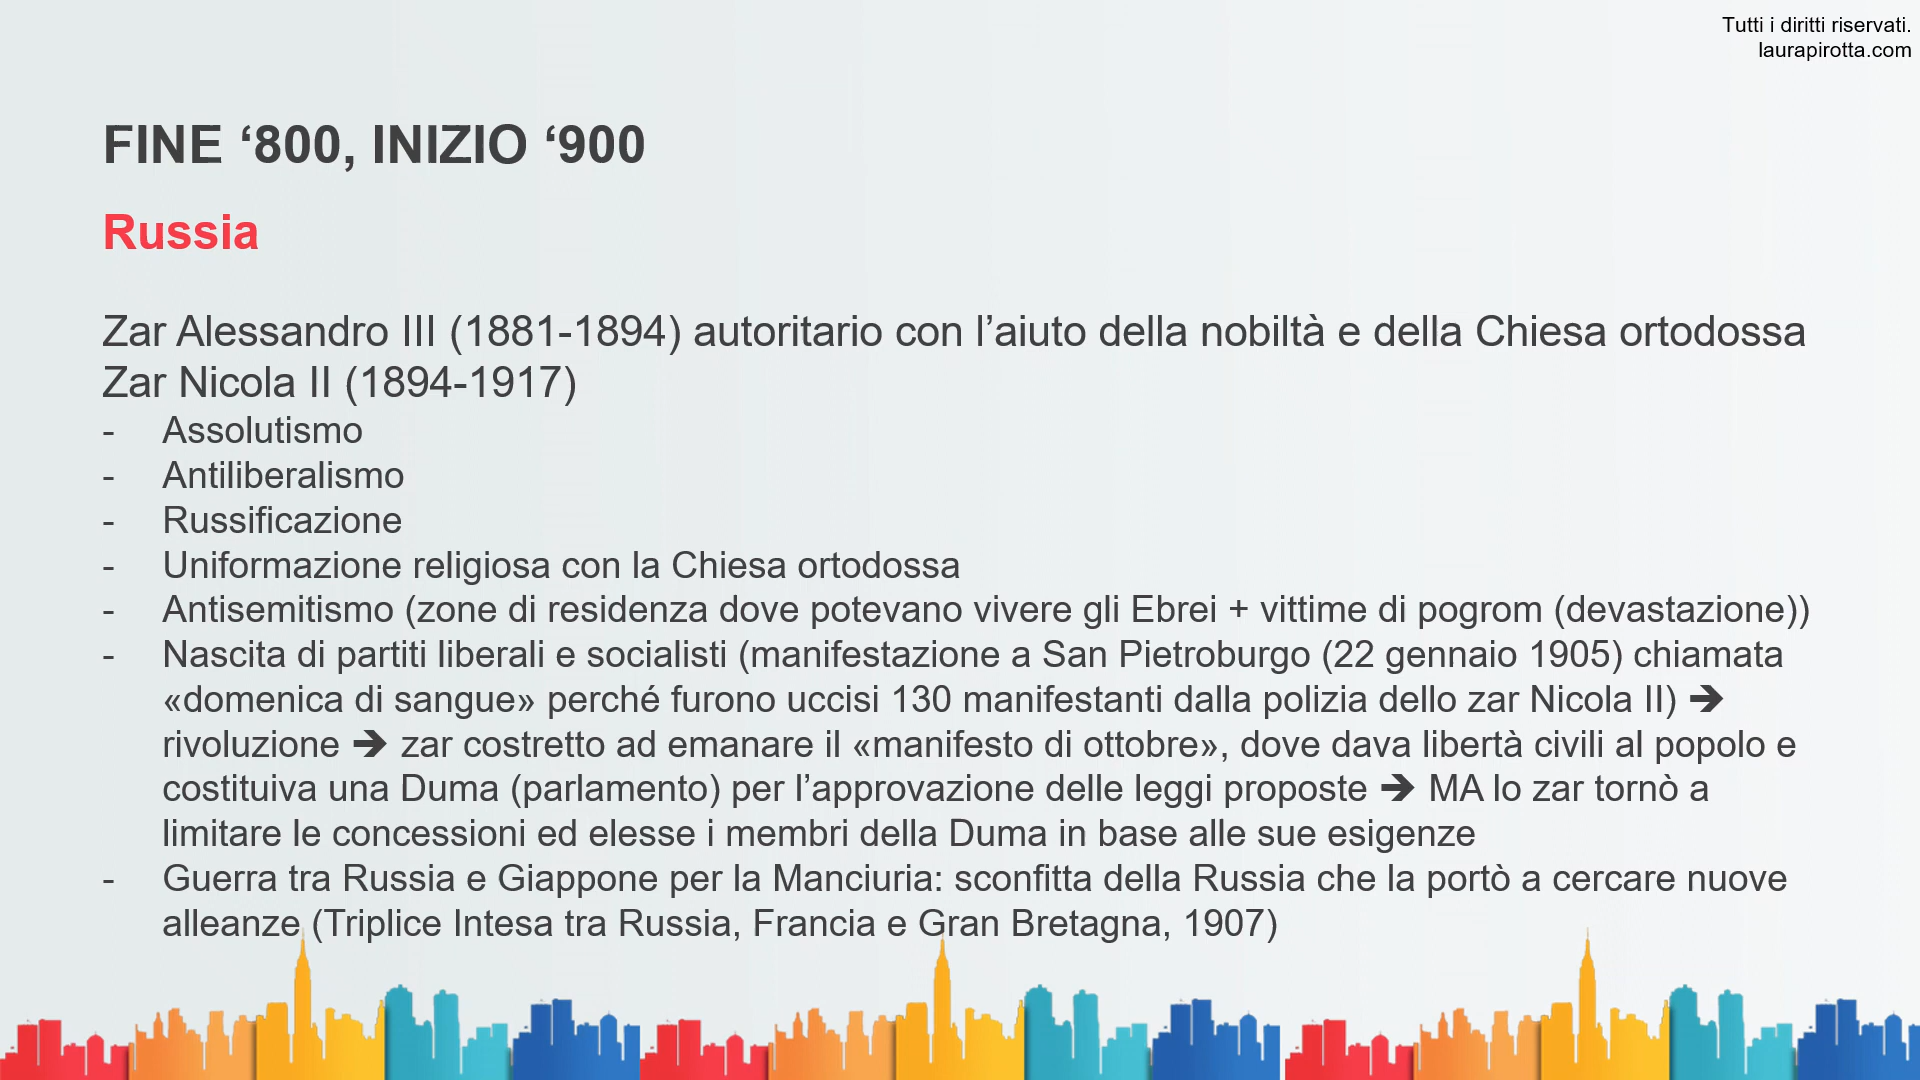 Tutti i diritti riservati.
laurapirotta.com
FINE ‘800, INIZIO ‘900
Russia
Zar Alessandro III (1881-1894) autoritario con l’aiuto della nobiltà e della Chiesa ortodossa
Zar Nicola II (1894-1917)
- Assolutismo
- Antiliberalismo
- Russificazione
- Uniformazione religiosa con la Chiesa ortodossa
- Antisemitismo (zone di residenza dove potevano vivere gli Ebrei + vittime di pogrom (devastazione))
- Nascita di partiti liberali e socialisti (manifestazione a San Pietroburgo (22 gennaio 1905) chiamata
«domenica di sangue» perché furono uccisi 130 manifestanti dalla polizia dello zar Nicola II) ➔
rivoluzione ➔ zar costretto ad emanare il «manifesto di ottobre», dove dava libertà civili al popolo e
costituiva una Duma (parlamento) per l’approvazione delle leggi proposte ➔ MA lo zar tornò a
limitare le concessioni ed elesse i membri della Duma in base alle sue esigenze
- Guerra tra Russia e Giappone per la Manciuria: sconfitta della Russia che la portò a cercare nuove
alleanze (Triplice Intesa tra Russia, Francia e Gran Bretagna, 1907)